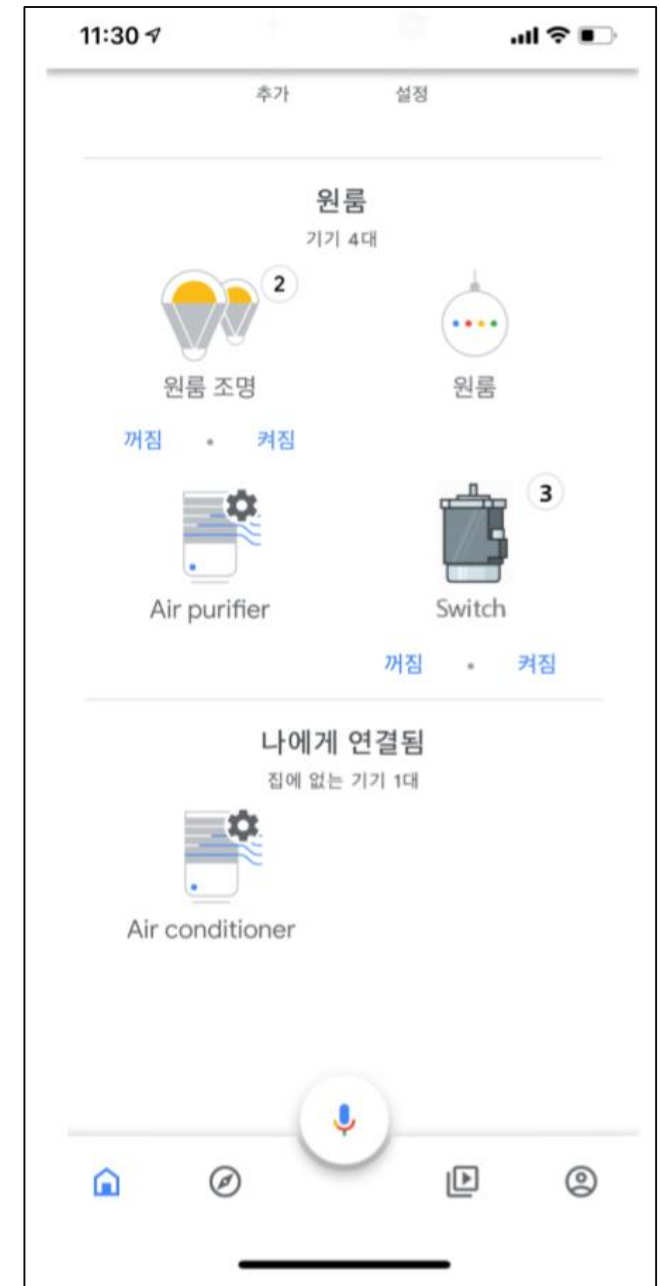 11:30
추가 설정
원룸
기기 4대
2
원룸 조명 원룸
꺼짐 • 켜짐
3
Air purifier Switch
꺼짐 • 켜짐
나에게 연결됨
집에 없는 기기 1대
Air conditioner